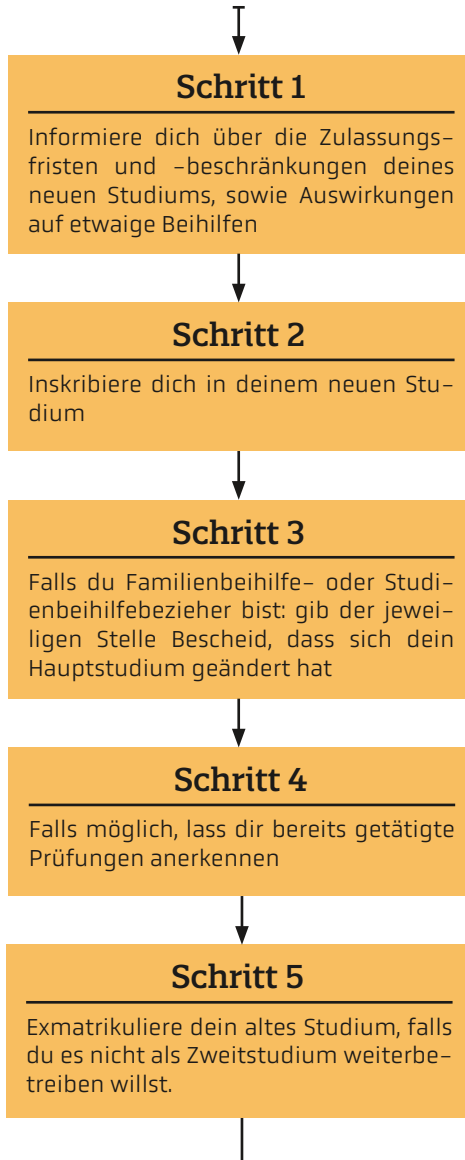 Schritt 1
Informiere dich über die Zulassungs-
fristen und -beschränkungen deines
neuen Studiums, sowie Auswirkungen
auf etwaige Beihilfen
Schritt 2
Inskribiere dich in deinem neuen Stu-
dium
Schritt 3
Falls du Familienbeihilfe- oder Studi-
enbeihilfebezieher bist: gib der jewei-
ligen Stelle Bescheid, dass sich dein
Hauptstudium geändert hat
Schritt 4
Falls möglich, lass dir bereits getätigte
Prüfungen anerkennen
Schritt 5
Exmatrikuliere dein altes Studium, falls
du es nicht als Zweitstudium weiterbe-
treiben willst.